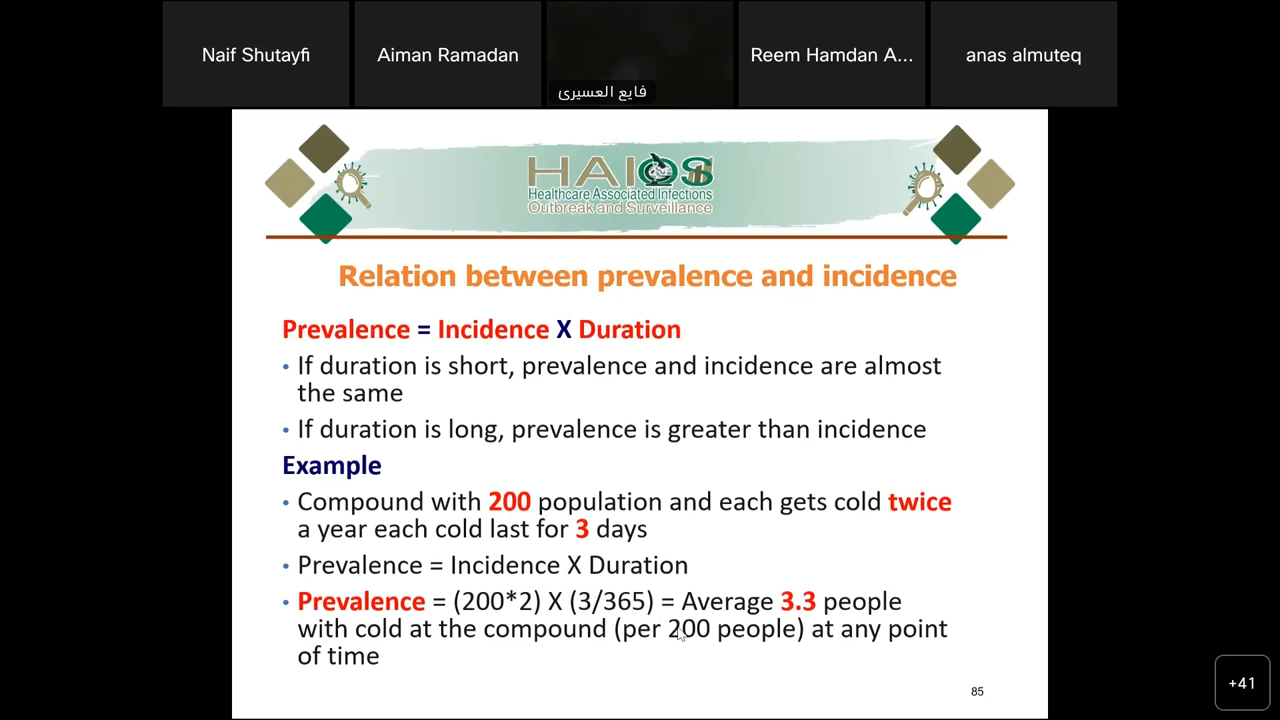 Naif Shutayfi
Aiman Ramadan
فايع العسيري
Reem Hamdan A...
anas almuteq
HAIOS
Healthcare Associated Infections
Outbreak and Surveillance
Relation between prevalence and incidence
Prevalence = Incidence X Duration
• If duration is short, prevalence and incidence are almost
the same
• If duration is long, prevalence is greater than incidence
Example
• Compound with 200 population and each gets cold twice
a year each cold last for 3 days
• Prevalence = Incidence X Duration
• Prevalence = (200*2) X (3/365) = Average 3.3 people
with cold at the compound (per 200 people) at any point
of time
85
+41